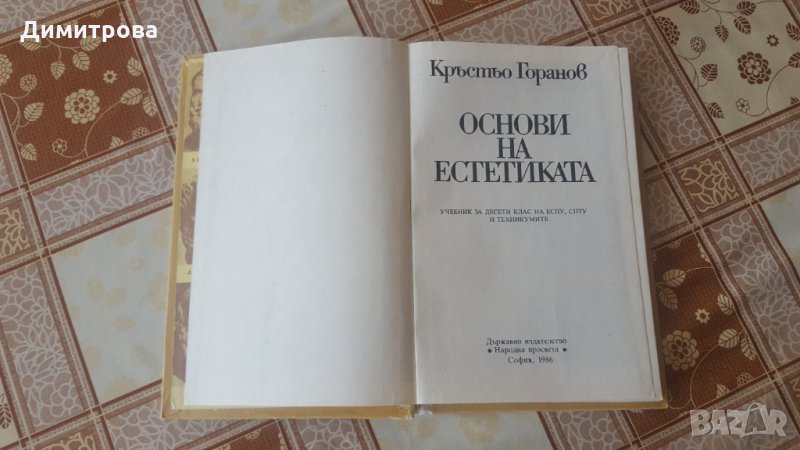 Димитрова
Кръстьо Горанов
ОСНОВИ
НА
ЕСТЕТИКАТА
УЧЕБНИК ЗА ДЕСЕТИ КЛАС НА ЕСПУ, СПТУ
И ТЕХНИКУМИТЕ
Държавно издателство
• Народна просвета •
София, 1986
BAZAR